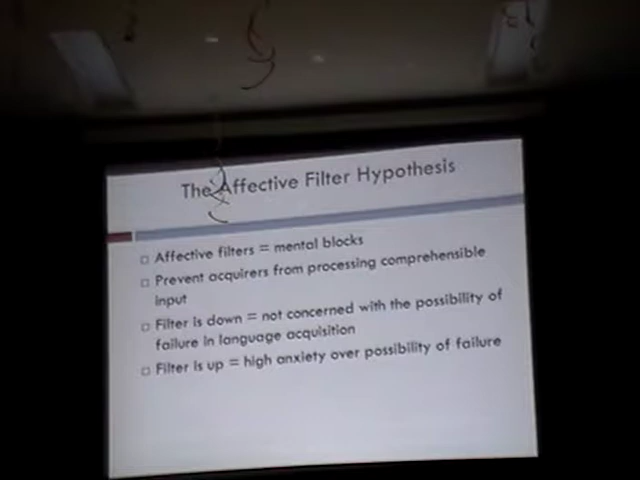 The Affective Filter Hypothesis
Affective filters = mental blocks
Prevent acquirers from processing comprehensible
input
Filter is down = not concerned with the possibility of
failure in language acquisition
Filter is up = high anxiety over possibility of failure